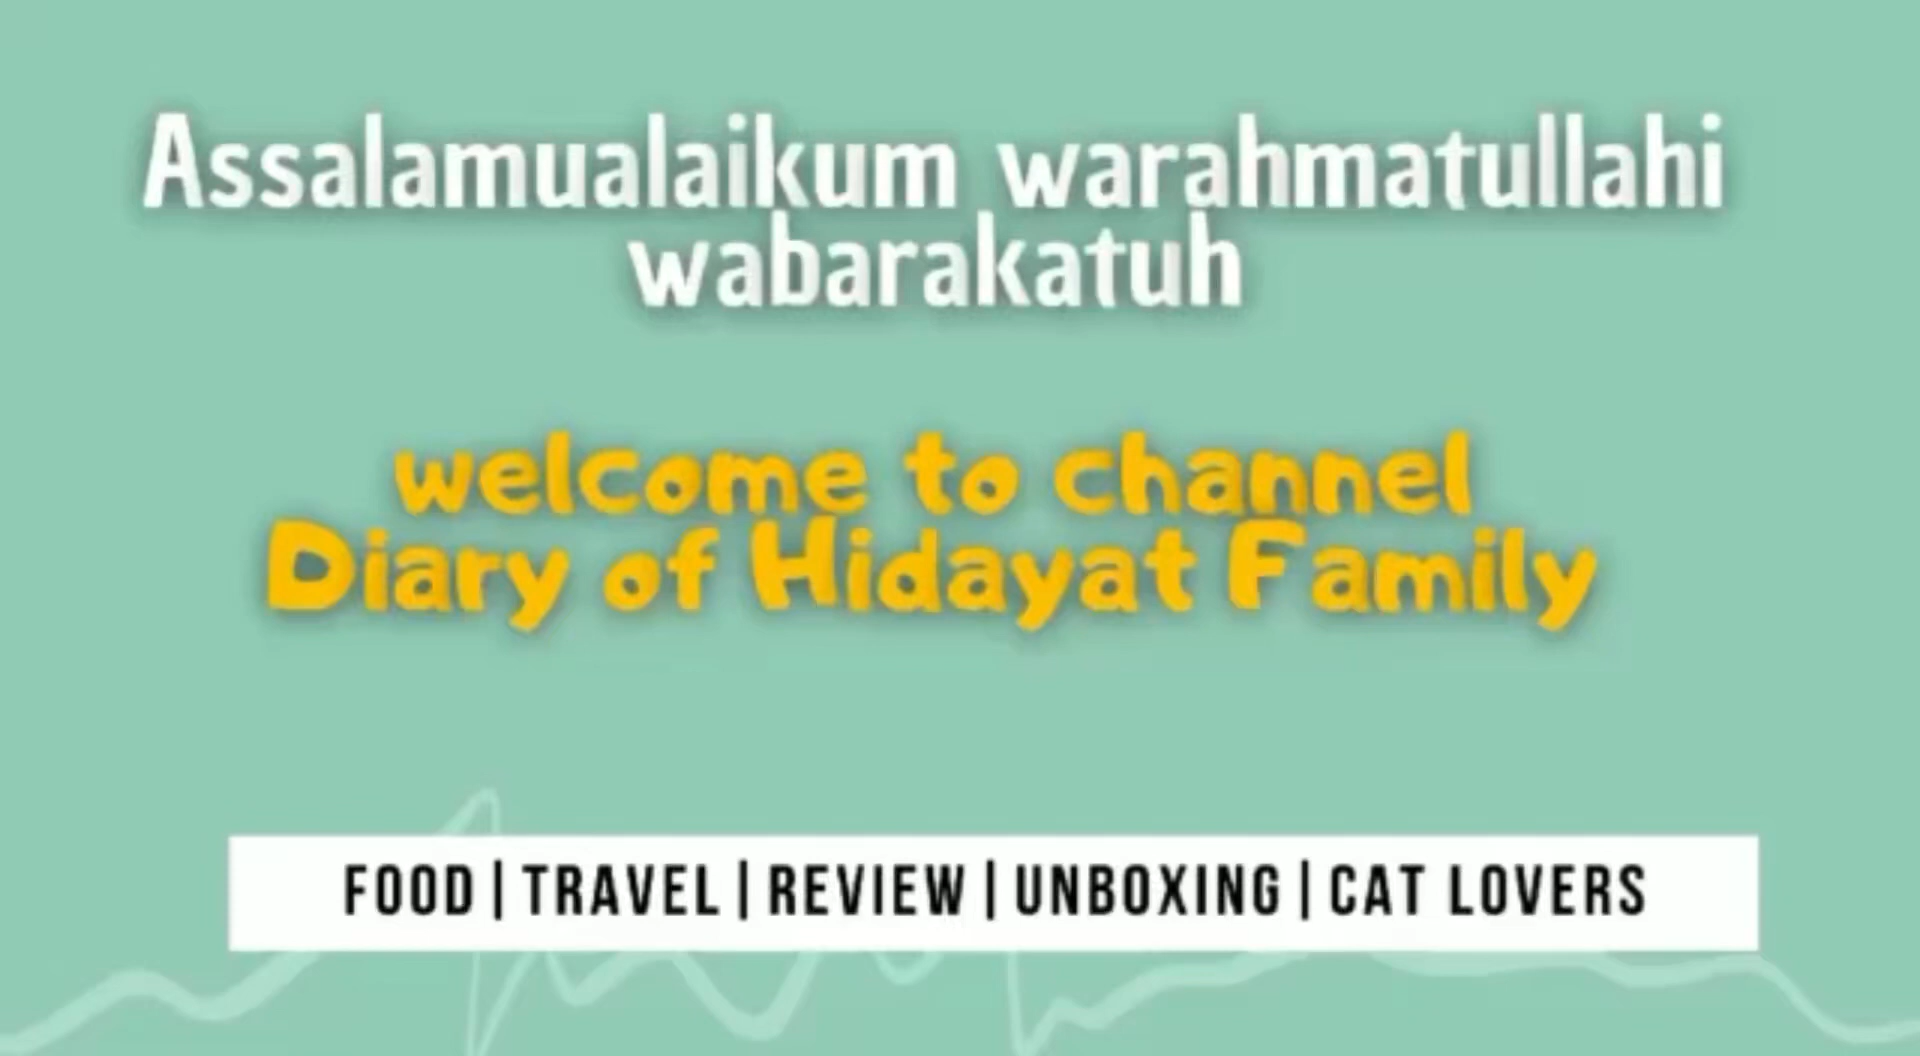 Assalamualaikum warahmatullahi
wabarakatuh
welcome to channel
Diary of Hidayat Family
FOOD | TRAVEL | REVIEW | UNBOXING | CAT LOVERS